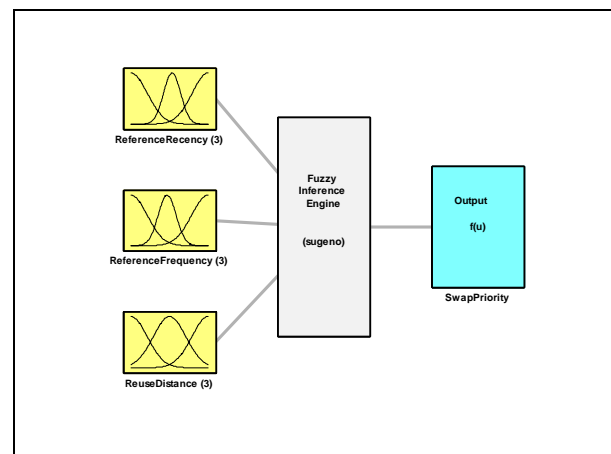 ReferenceRecency (3)
ReferenceFrequency (3)
ReuseDistance (3)
Fuzzy
Inference
Engine
(sugeno)
Output
f(u)
SwapPriority